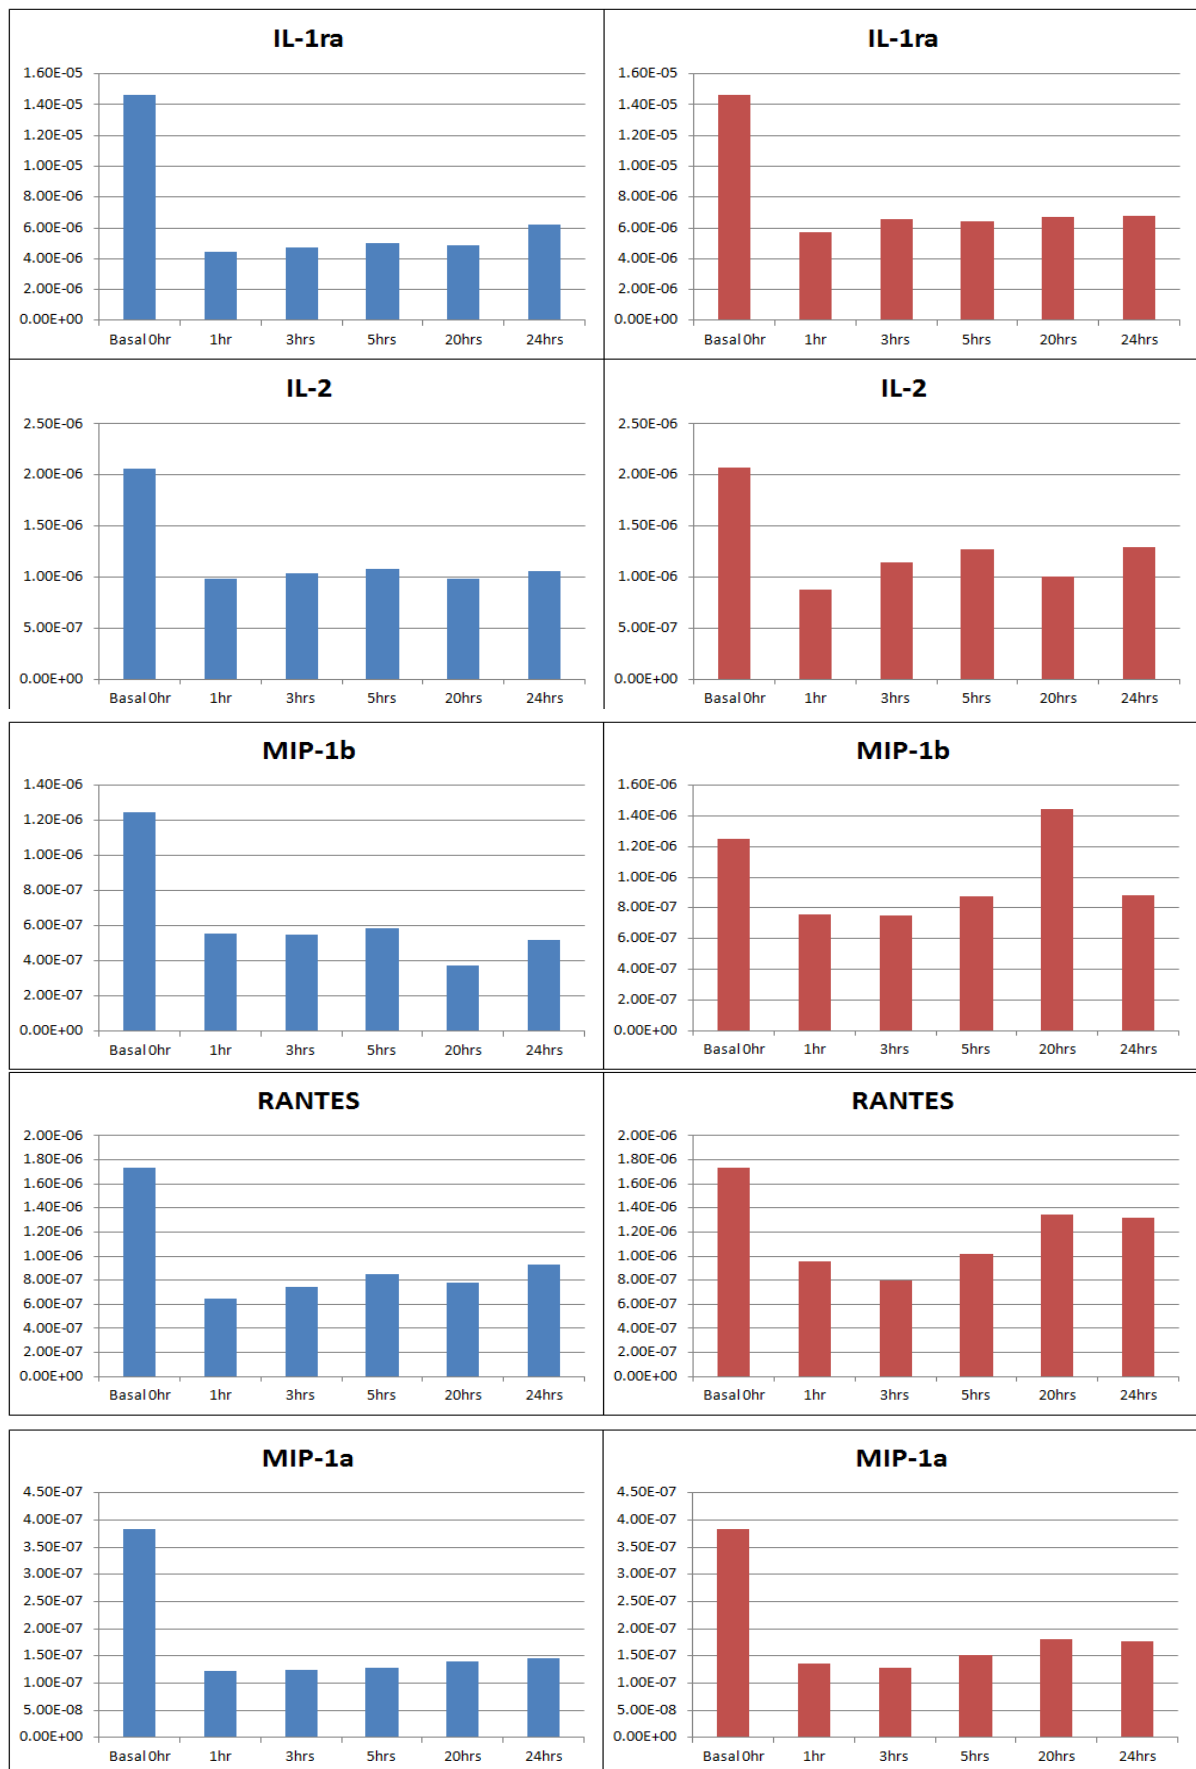 IL-1ra
1.60E-05
1.40E-05
1.20E-05
1.00E-05
8.00E-06
6.00E-06
4.00E-06
2.00E-06
0.00E+00
Basal 0hr 1hr 3hrs 5hrs 20hrs 24hrs
IL-1ra
1.60E-05
1.40E-05
1.20E-05
1.00E-05
8.00E-06
6.00E-06
4.00E-06
2.00E-06
0.00E+00
Basal 0hr 1hr 3hrs 5hrs 20hrs 24hrs
IL-2
2.50E-06
2.00E-06
1.50E-06
1.00E-06
5.00E-07
0.00E+00
Basal 0hr 1hr 3hrs 5hrs 20hrs 24hrs
IL-2
2.50E-06
2.00E-06
1.50E-06
1.00E-06
5.00E-07
0.00E+00
Basal 0hr 1hr 3hrs 5hrs 20hrs 24hrs
MIP-1b
1.40E-06
1.20E-06
1.00E-06
8.00E-07
6.00E-07
4.00E-07
2.00E-07
0.00E+00
Basal 0hr 1hr 3hrs 5hrs 20hrs 24hrs
MIP-1b
1.60E-06
1.40E-06
1.20E-06
1.00E-06
8.00E-07
6.00E-07
4.00E-07
2.00E-07
0.00E+00
Basal 0hr 1hr 3hrs 5hrs 20hrs 24hrs
RANTES
2.00E-06
1.80E-06
1.60E-06
1.40E-06
1.20E-06
1.00E-06
8.00E-07
6.00E-07
4.00E-07
2.00E-07
0.00E+00
Basal 0hr 1hr 3hrs 5hrs 20hrs 24hrs
RANTES
2.00E-06
1.80E-06
1.60E-06
1.40E-06
1.20E-06
1.00E-06
8.00E-07
6.00E-07
4.00E-07
2.00E-07
0.00E+00
Basal 0hr 1hr 3hrs 5hrs 20hrs 24hrs
MIP-1a
4.50E-07
4.00E-07
3.50E-07
3.00E-07
2.50E-07
2.00E-07
1.50E-07
1.00E-07
5.00E-08
0.00E+00
Basal 0hr 1hr 3hrs 5hrs 20hrs 24hrs
MIP-1a
4.50E-07
4.00E-07
3.50E-07
3.00E-07
2.50E-07
2.00E-07
1.50E-07
1.00E-07
5.00E-08
0.00E+00
Basal 0hr 1hr 3hrs 5hrs 20hrs 24hrs